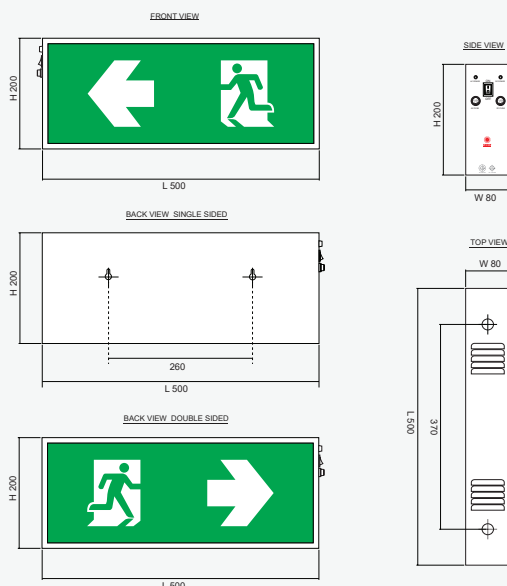 FRONT VIEW
H 200
L 500
BACK VIEW SINGLE SIDED
H 200
260
L 500
BACK VIEW DOUBLE SIDED
H 200
L 500
SIDE VIEW
H 200
W 80
TOP VIEW
W 80
L 500
370